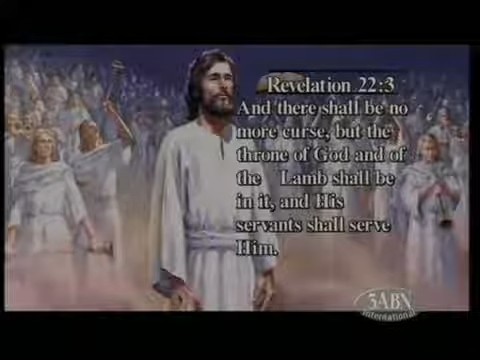 Revelation 22:3
And there shall be no
more curse, but the
throne of God and of
the Lamb shall be
in it, and His
servants shall serve
Him.
3ABN
International